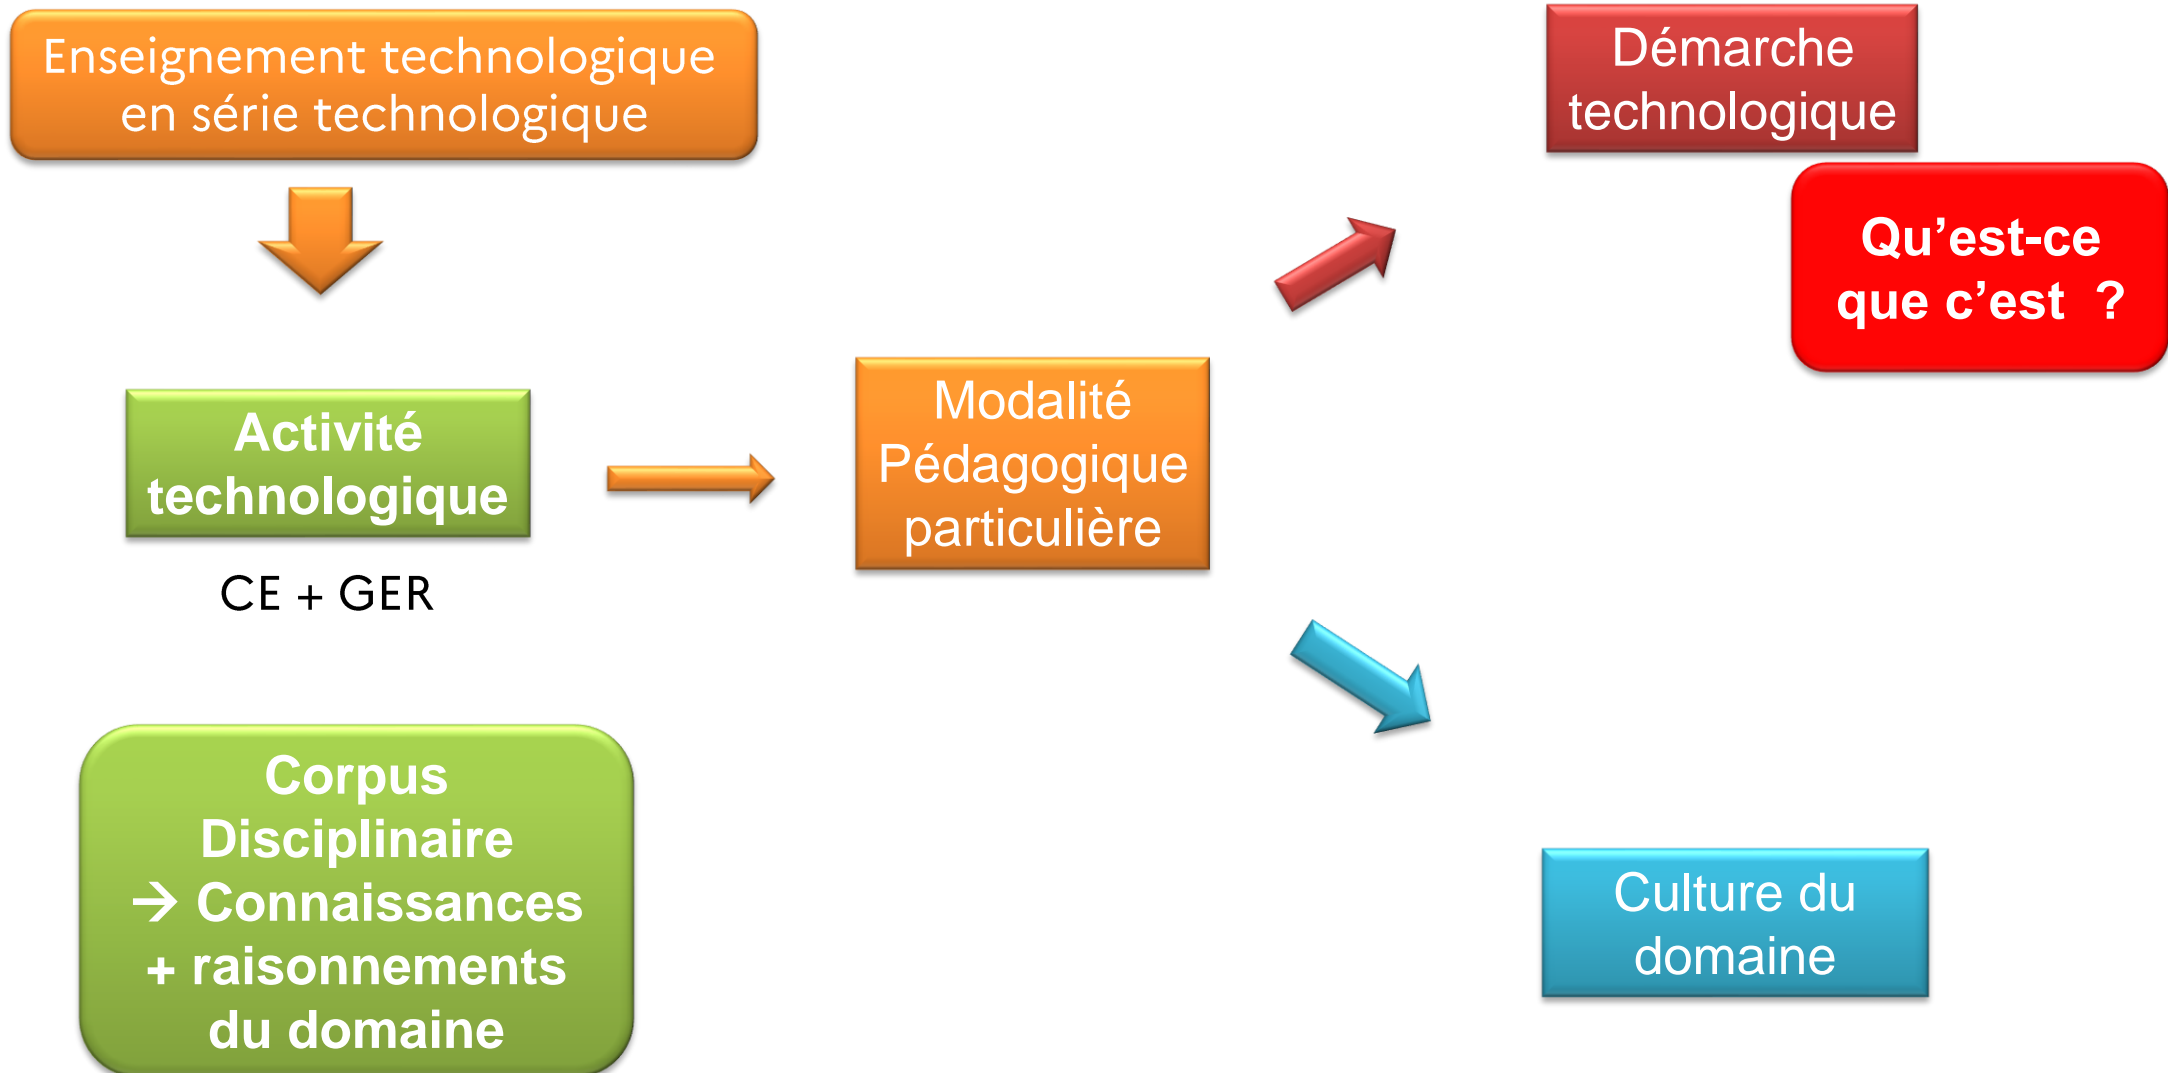 Enseignement technologique
en série technologique
Démarche
technologique
Qu’est-ce
que c’est ?
Activité
technologique
CE + GER
Modalité
Pédagogique
particulière
Corpus
Disciplinaire
→ Connaissances
+ raisonnements
du domaine
Culture du
domaine